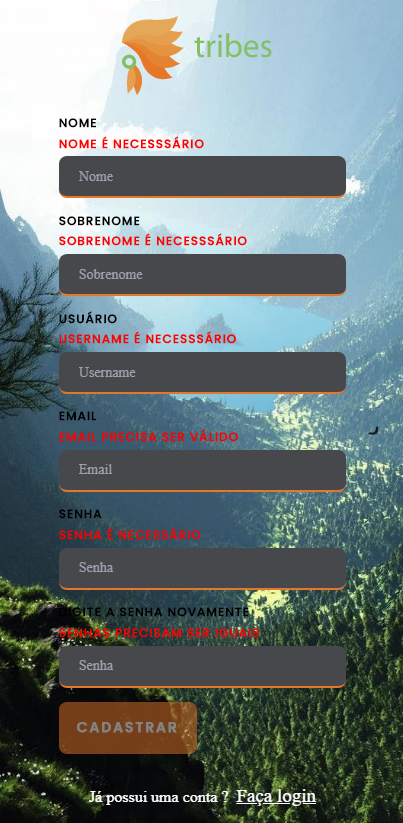 tribes
NOME
NOME É NECESSSÁRIO
Nome
SOBRENOME
SOBRENOME É NECESSSÁRIO
Sobrenome
USUÁRIO
USERNAME É NECESSSÁRIO
Username
EMAIL
EMAIL PRECISA SER VÁLIDO
Email
SENHA
SENHA É NECESSÁRIO
Senha
DIGITE A SENHA NOVAMENTE
SENHAS PRECISAM SER IGUAIS
Senha
CADASTRAR
Já possui uma conta ? Faça login